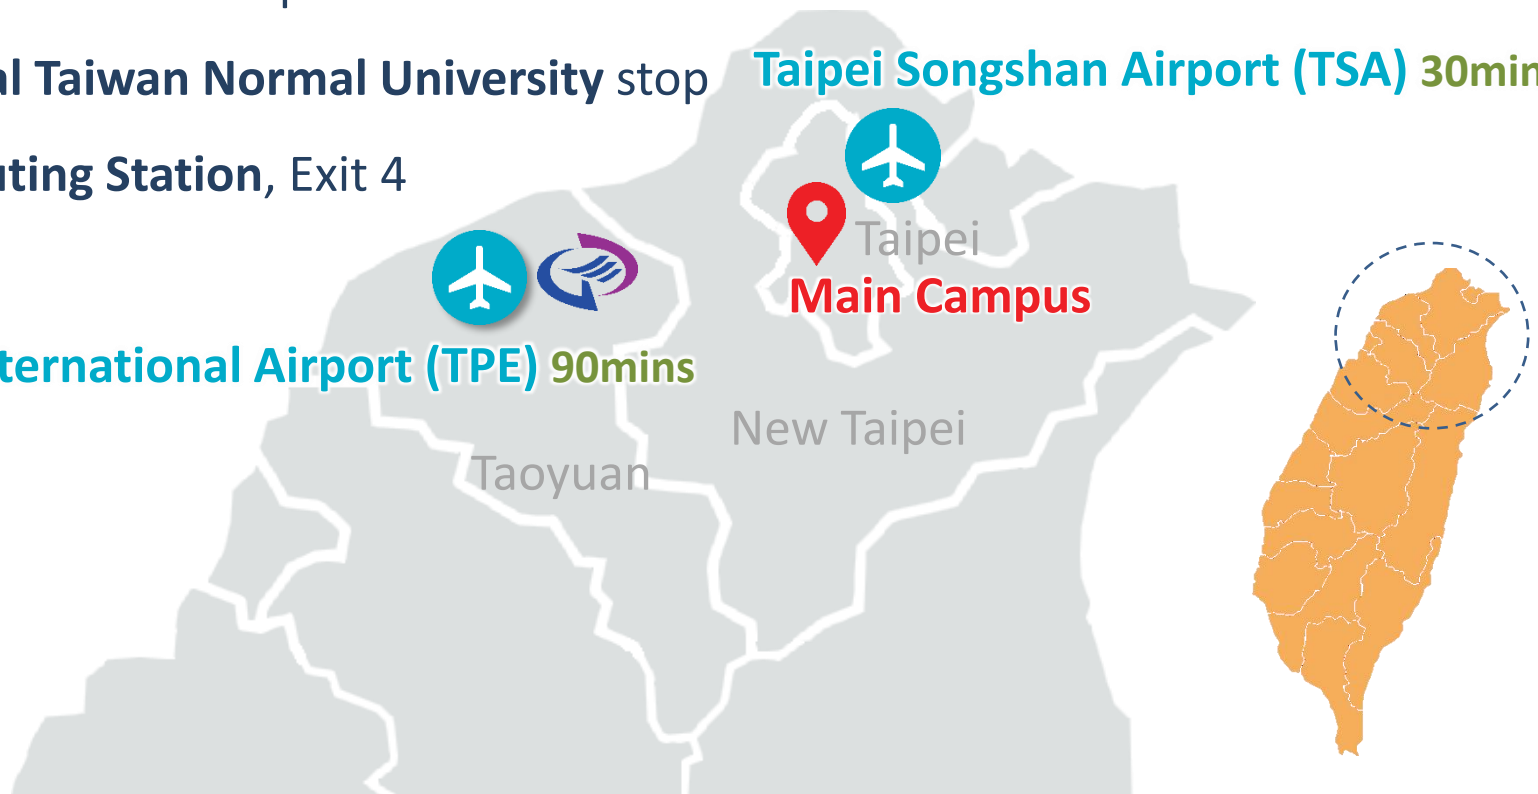 al Taiwan Normal University stop
Taipei Songshan Airport (TSA) 30min
uting Station, Exit 4
Taipei
Main Campus
ternational Airport (TPE) 90mins
New Taipei
Taoyuan